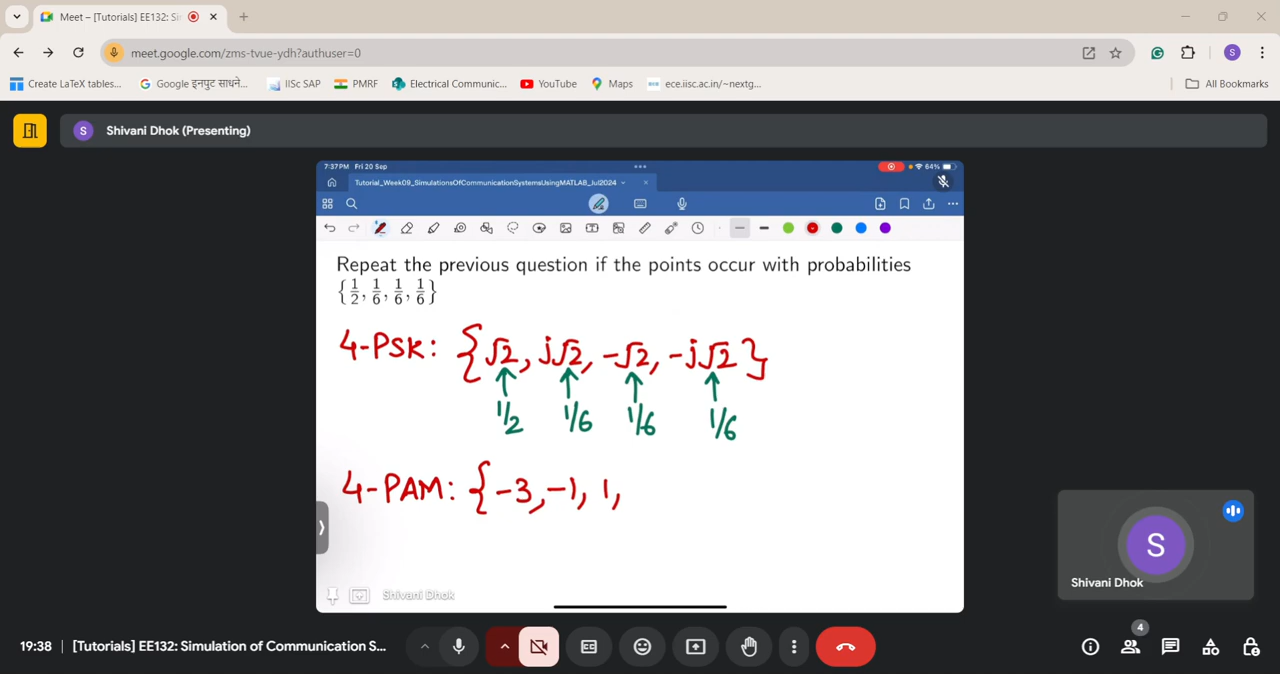 Meet – [Tutorials] EE132: Si
meet.google.com/zms-tvue-ydh?authuser=0
S
Create LaTeX tables...
Google इनपुट साधने...
IISc SAP
PMRF
Electrical Communic...
YouTube
Maps
ece.iisc.ac.in/~nextg...
All Bookmarks
S Shivani Dhok (Presenting)
7:37 PM Fri 20 Sep
64%
Tutorial_Week09_SimulationsOfCommunicationSystemsUsingMATLAB_Jul2024
Repeat the previous question if the points occur with probabilities
{1/2, 1/6, 1/6, 1/6}
4-PSK: {√2, j√2, -√2, -j√2}
1/2 1/6 1/6 1/6
4-PAM: {-3, -1, 1,
Shivani Dhok
S
Shivani Dhok
19:38 | [Tutorials] EE132: Simulation of Communication S...
4